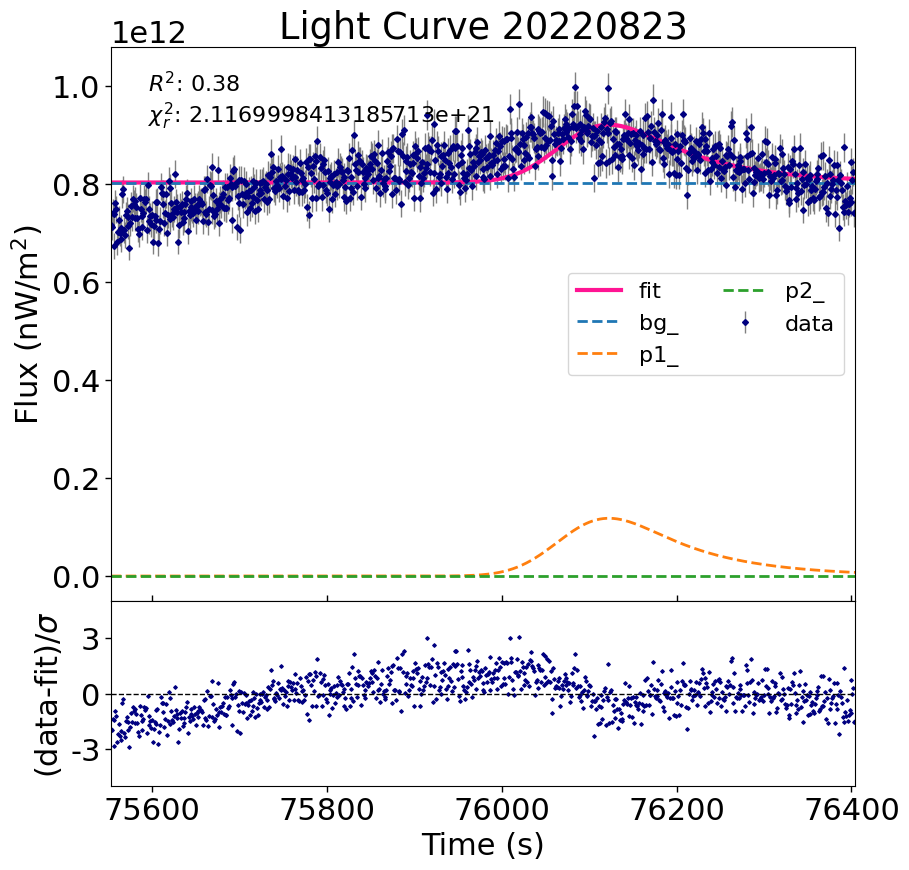 Light Curve 20220823
1e12
R²: 0.38
χ²ᵣ: 2.1169998413185713e+21
1.0
0.8
0.6
0.4
0.2
0.0
Flux (nW/m²)
fit
bg_
p1_
p2_
data
3
0
-3
(data-fit)/σ
75600 75800 76000 76200 76400
Time (s)